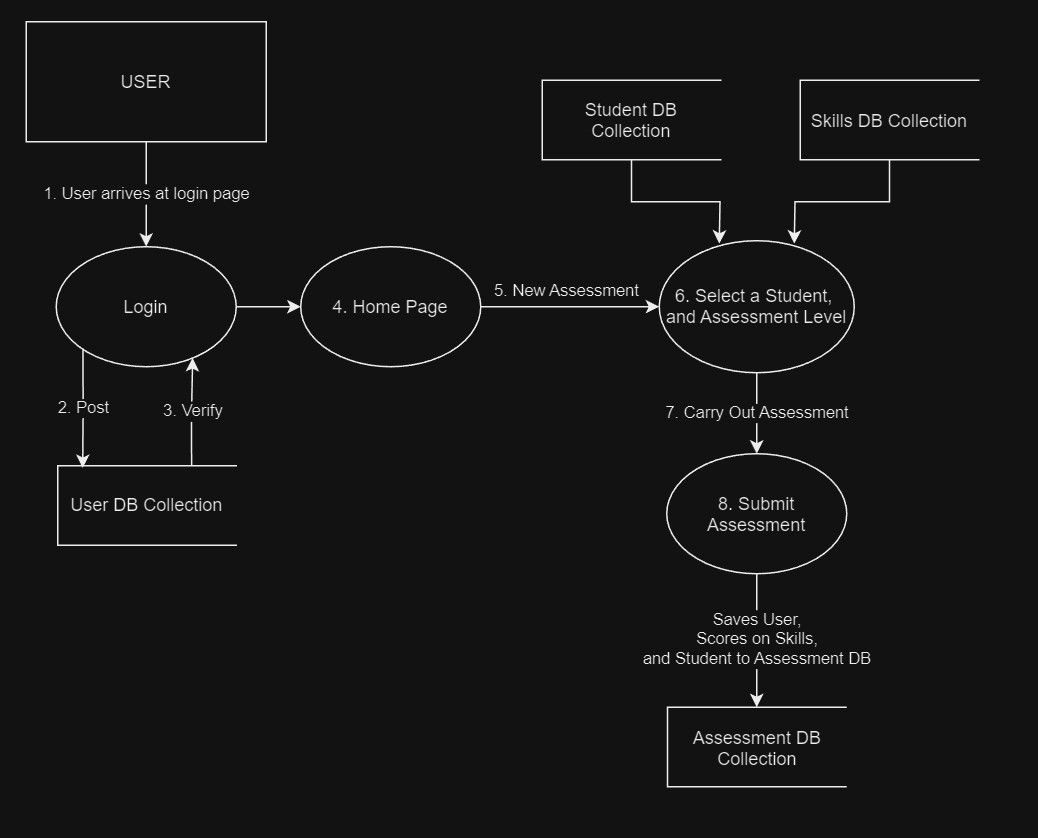 USER
1. User arrives at login page
Login
2. Post
3. Verify
User DB Collection
4. Home Page
5. New Assessment
Student DB
Collection
Skills DB Collection
6. Select a Student,
and Assessment Level
7. Carry Out Assessment
8. Submit
Assessment
Saves User,
Scores on Skills,
and Student to Assessment DB
Assessment DB
Collection